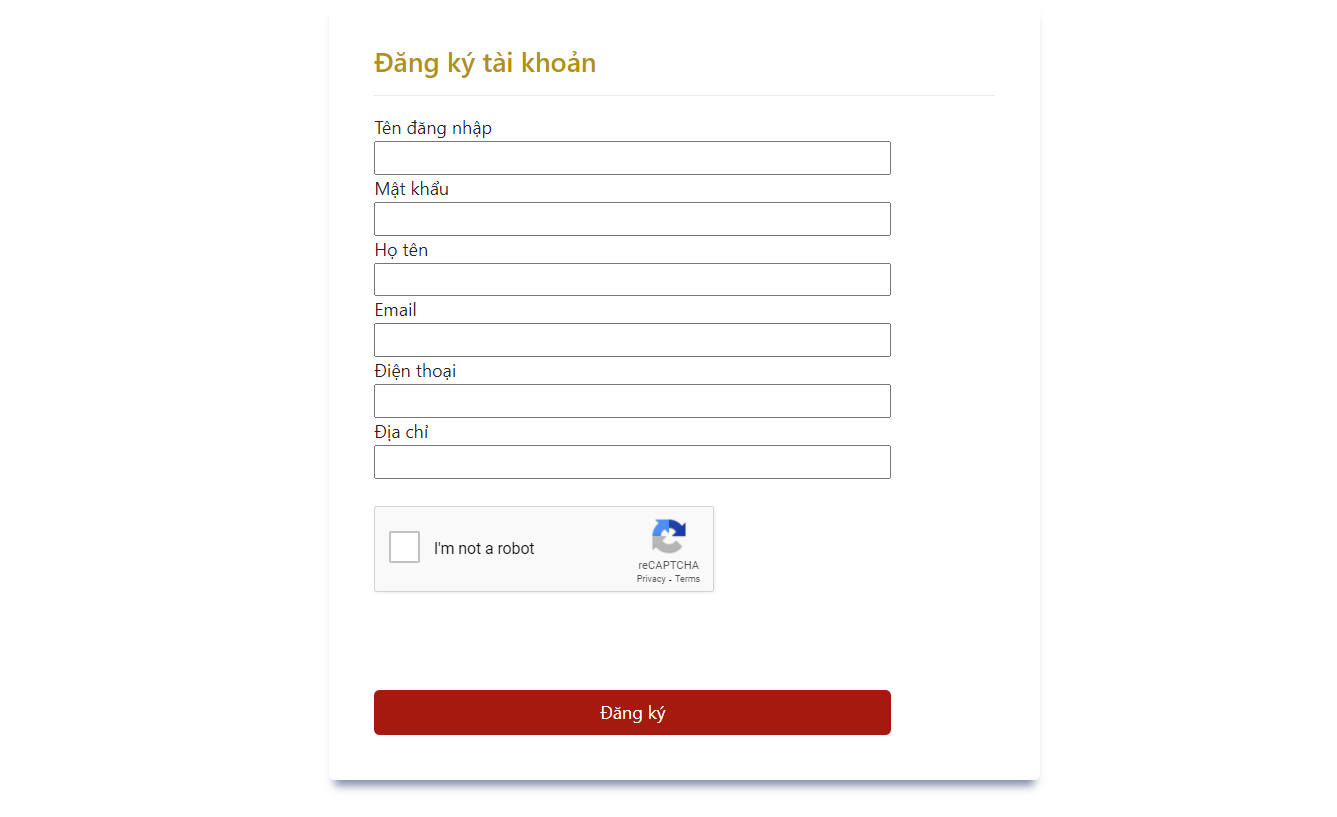 Đăng ký tài khoản
Tên đăng nhập
Mật khẩu
Họ tên
Email
Điện thoại
Địa chỉ
I'm not a robot
reCAPTCHA
Privacy - Terms
Đăng ký